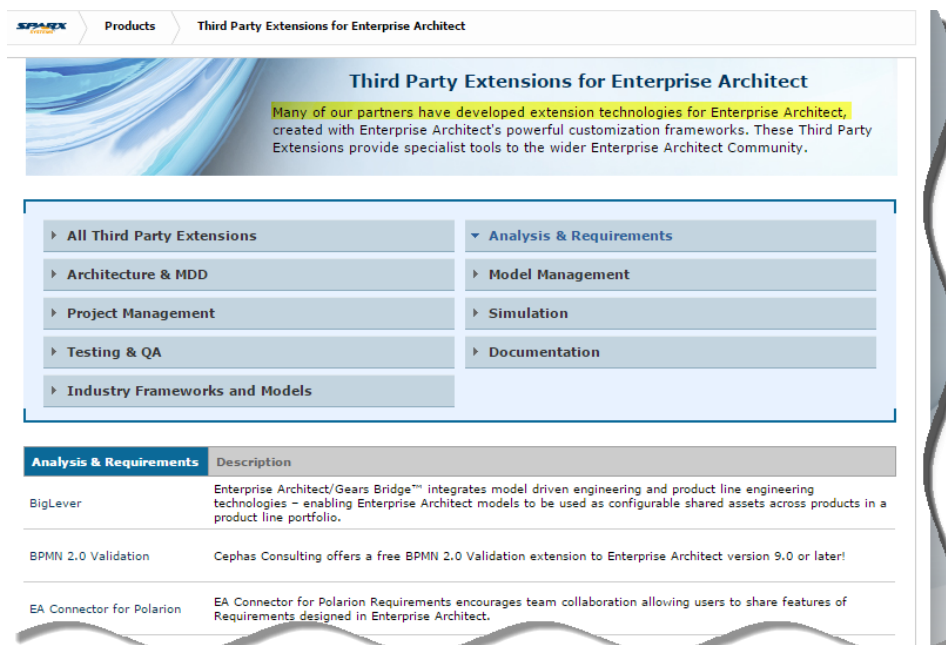 SPARX SYSTEMS Products Third Party Extensions for Enterprise Architect
Third Party Extensions for Enterprise Architect
Many of our partners have developed extension technologies for Enterprise Architect,
created with Enterprise Architect's powerful customization frameworks. These Third Party
Extensions provide specialist tools to the wider Enterprise Architect Community.
All Third Party Extensions
Analysis & Requirements
Architecture & MDD
Model Management
Project Management
Simulation
Testing & QA
Documentation
Industry Frameworks and Models
Analysis & Requirements Description
BigLever
Enterprise Architect/Gears Bridge™ integrates model driven engineering and product line engineering
technologies – enabling Enterprise Architect models to be used as configurable shared assets across products in a
product line portfolio.
BPMN 2.0 Validation
Cephas Consulting offers a free BPMN 2.0 Validation extension to Enterprise Architect version 9.0 or later!
EA Connector for Polarion
EA Connector for Polarion Requirements encourages team collaboration allowing users to share features of
Requirements designed in Enterprise Architect.